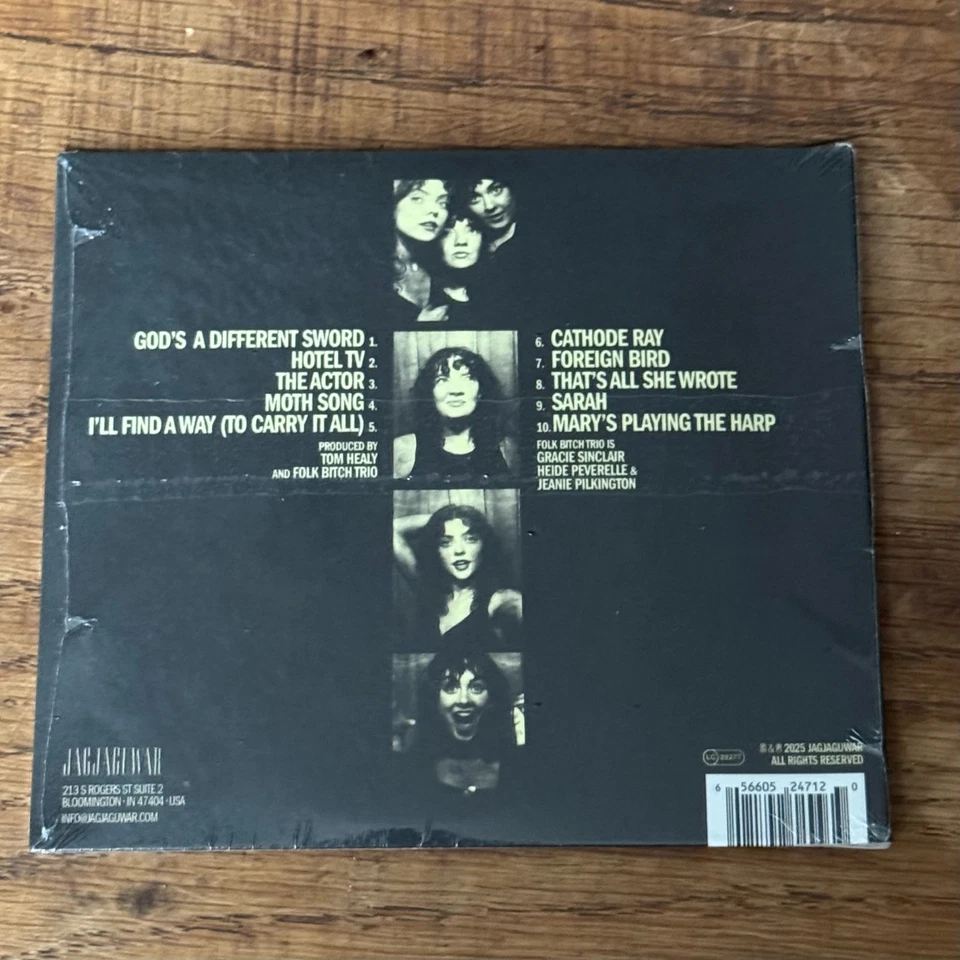 GOD'S A DIFFERENT SWORD 1.
HOTEL TV 2.
THE ACTOR 3.
MOTH SONG 4.
I'LL FIND A WAY (TO CARRY IT ALL) 5.
PRODUCED BY
TOM HEALY
AND FOLK BITCH TRIO
6. CATHODE RAY
7. FOREIGN BIRD
8. THAT'S ALL SHE WROTE
9. SARAH
10. MARY'S PLAYING THE HARP
FOLK BITCH TRIO IS
GRACIE SINCLAIR
HEIDE PEVERELLE &
JEANIE PILKINGTON
JAGJAGUWAR
213 S ROGERS ST SUITE 2
BLOOMINGTON · IN 47404 · USA
INFO@JAGJAGUWAR.COM
LC
℗ & © 2025 JAGJAGUWAR
ALL RIGHTS RESERVED
6 56605 24712 0